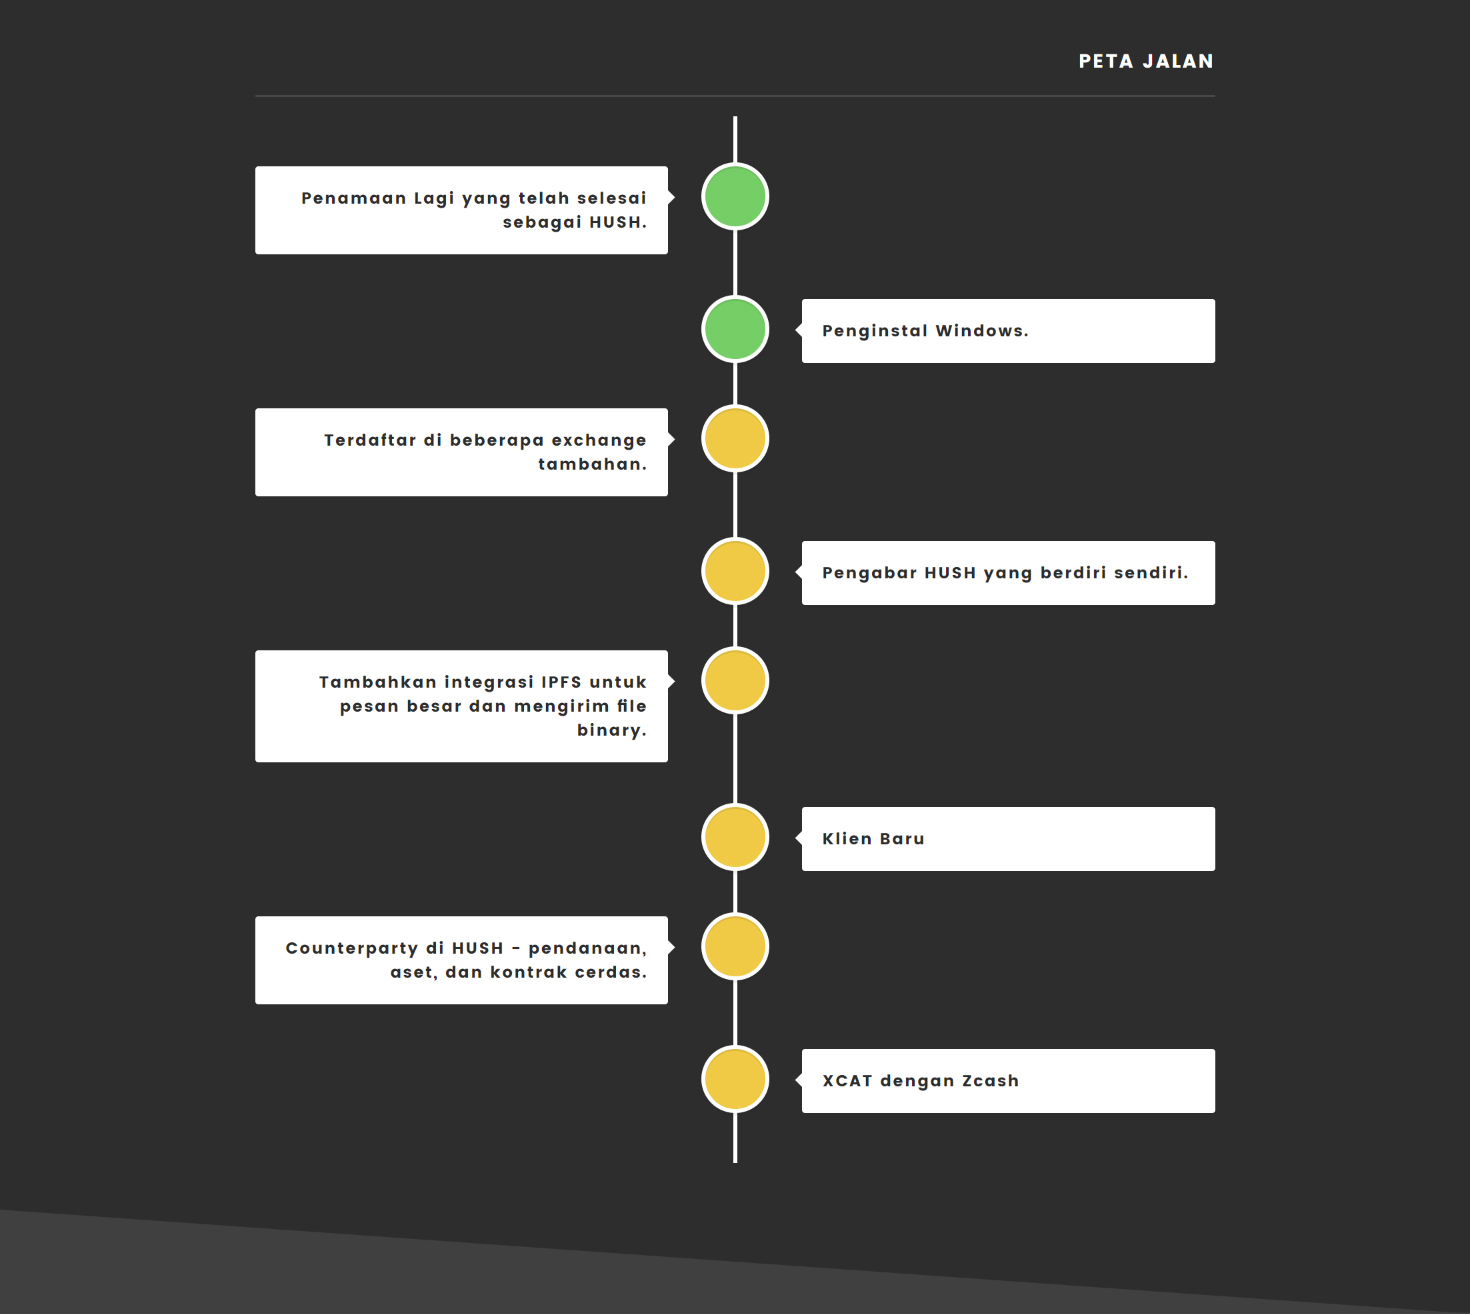 PETA JALAN
Penamaan Lagi yang telah selesai
sebagai HUSH.
Penginstal Windows.
Terdaftar di beberapa exchange
tambahan.
Pengabar HUSH yang berdiri sendiri.
Tambahkan integrasi IPFS untuk
pesan besar dan mengirim file
binary.
Klien Baru
Counterparty di HUSH - pendanaan,
aset, dan kontrak cerdas.
XCAT dengan Zcash